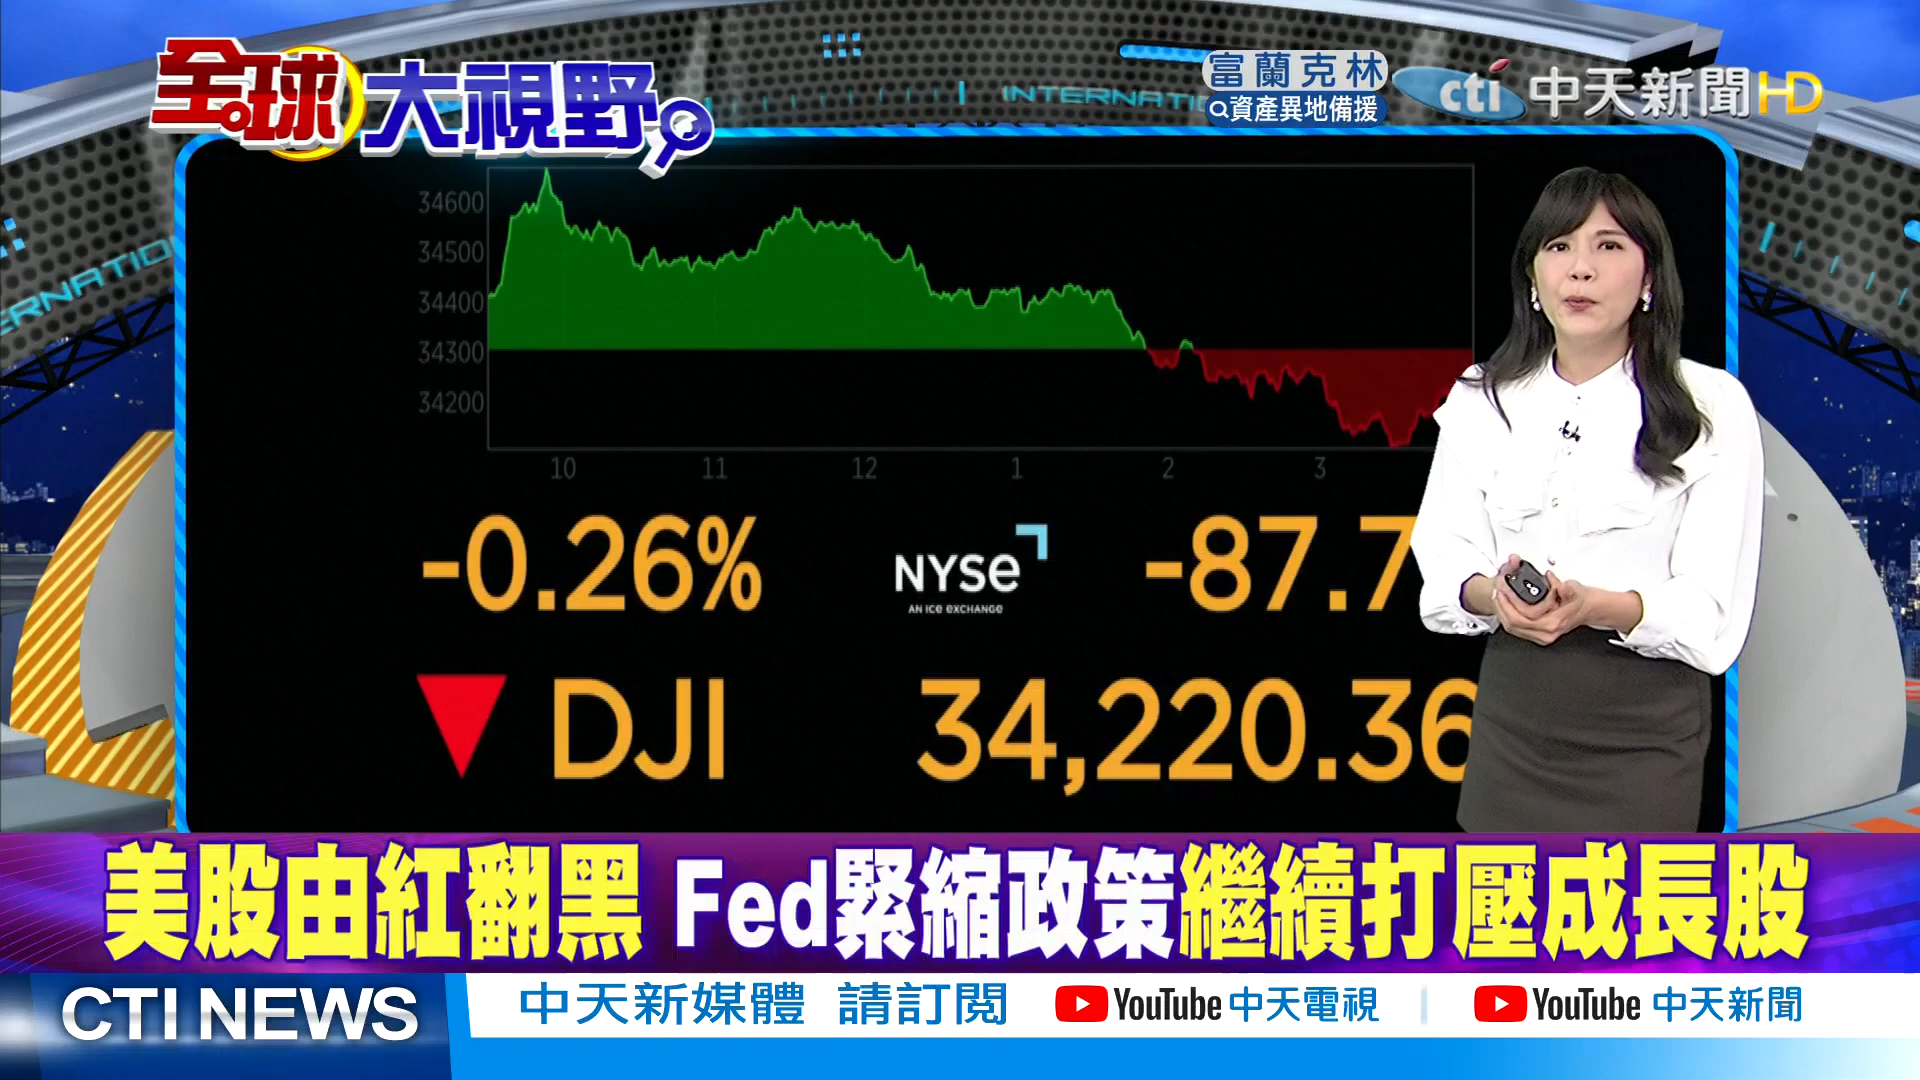 全球大視野
富蘭克林
資產異地備援
cti 中天新聞HD
INTERNATIO
ERNATIO
34600
34500
34400
34300
34200
10 11 12 1 2 3
-0.26%
NYSE
AN ICE EXCHANGE
-87.7
DJI
34,220.36
美股由紅翻黑 Fed緊縮政策繼續打壓成長股
CTI NEWS
中天新媒體 請訂閱 YouTube 中天電視 | YouTube 中天新聞